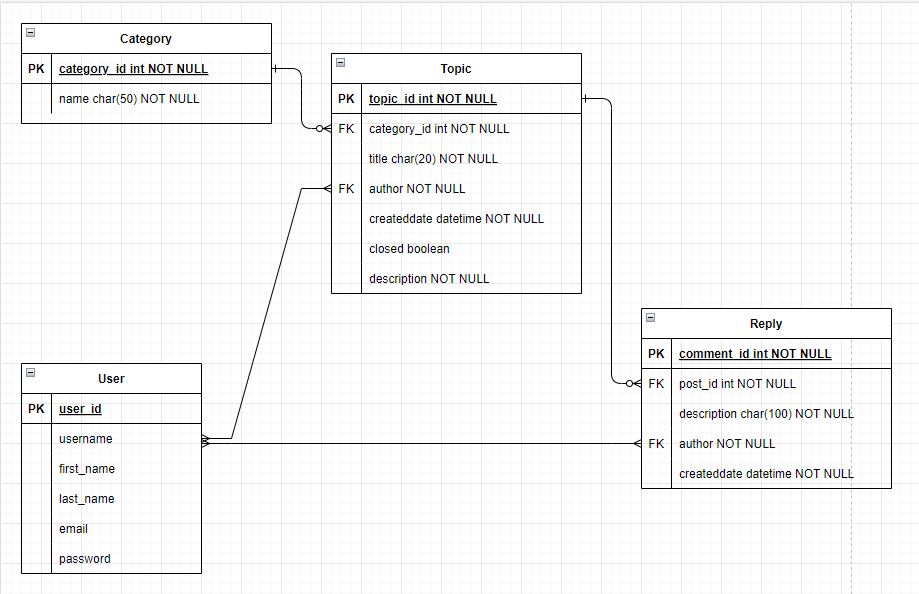 Category
PK category_id int NOT NULL
name char(50) NOT NULL
Topic
PK topic_id int NOT NULL
FK category_id int NOT NULL
title char(20) NOT NULL
FK author NOT NULL
createddate datetime NOT NULL
closed boolean
description NOT NULL
Reply
PK comment_id int NOT NULL
FK post_id int NOT NULL
description char(100) NOT NULL
FK author NOT NULL
createddate datetime NOT NULL
User
PK user_id
username
first_name
last_name
email
password